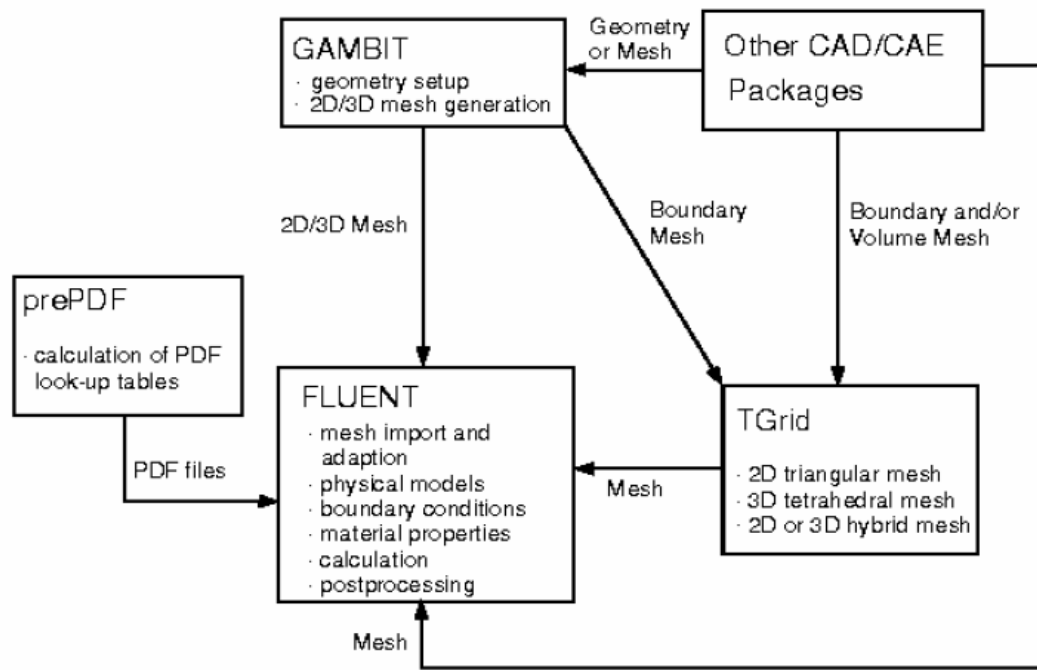 GAMBIT
· geometry setup
· 2D/3D mesh generation
Geometry
or Mesh
Other CAD/CAE
Packages
2D/3D Mesh
Boundary
Mesh
Boundary and/or
Volume Mesh
prePDF
· calculation of PDF
look-up tables
PDF files
FLUENT
· mesh import and
adaption
· physical models
· boundary conditions
· material properties
· calculation
· postprocessing
Mesh
TGrid
· 2D triangular mesh
· 3D tetrahedral mesh
· 2D or 3D hybrid mesh
Mesh